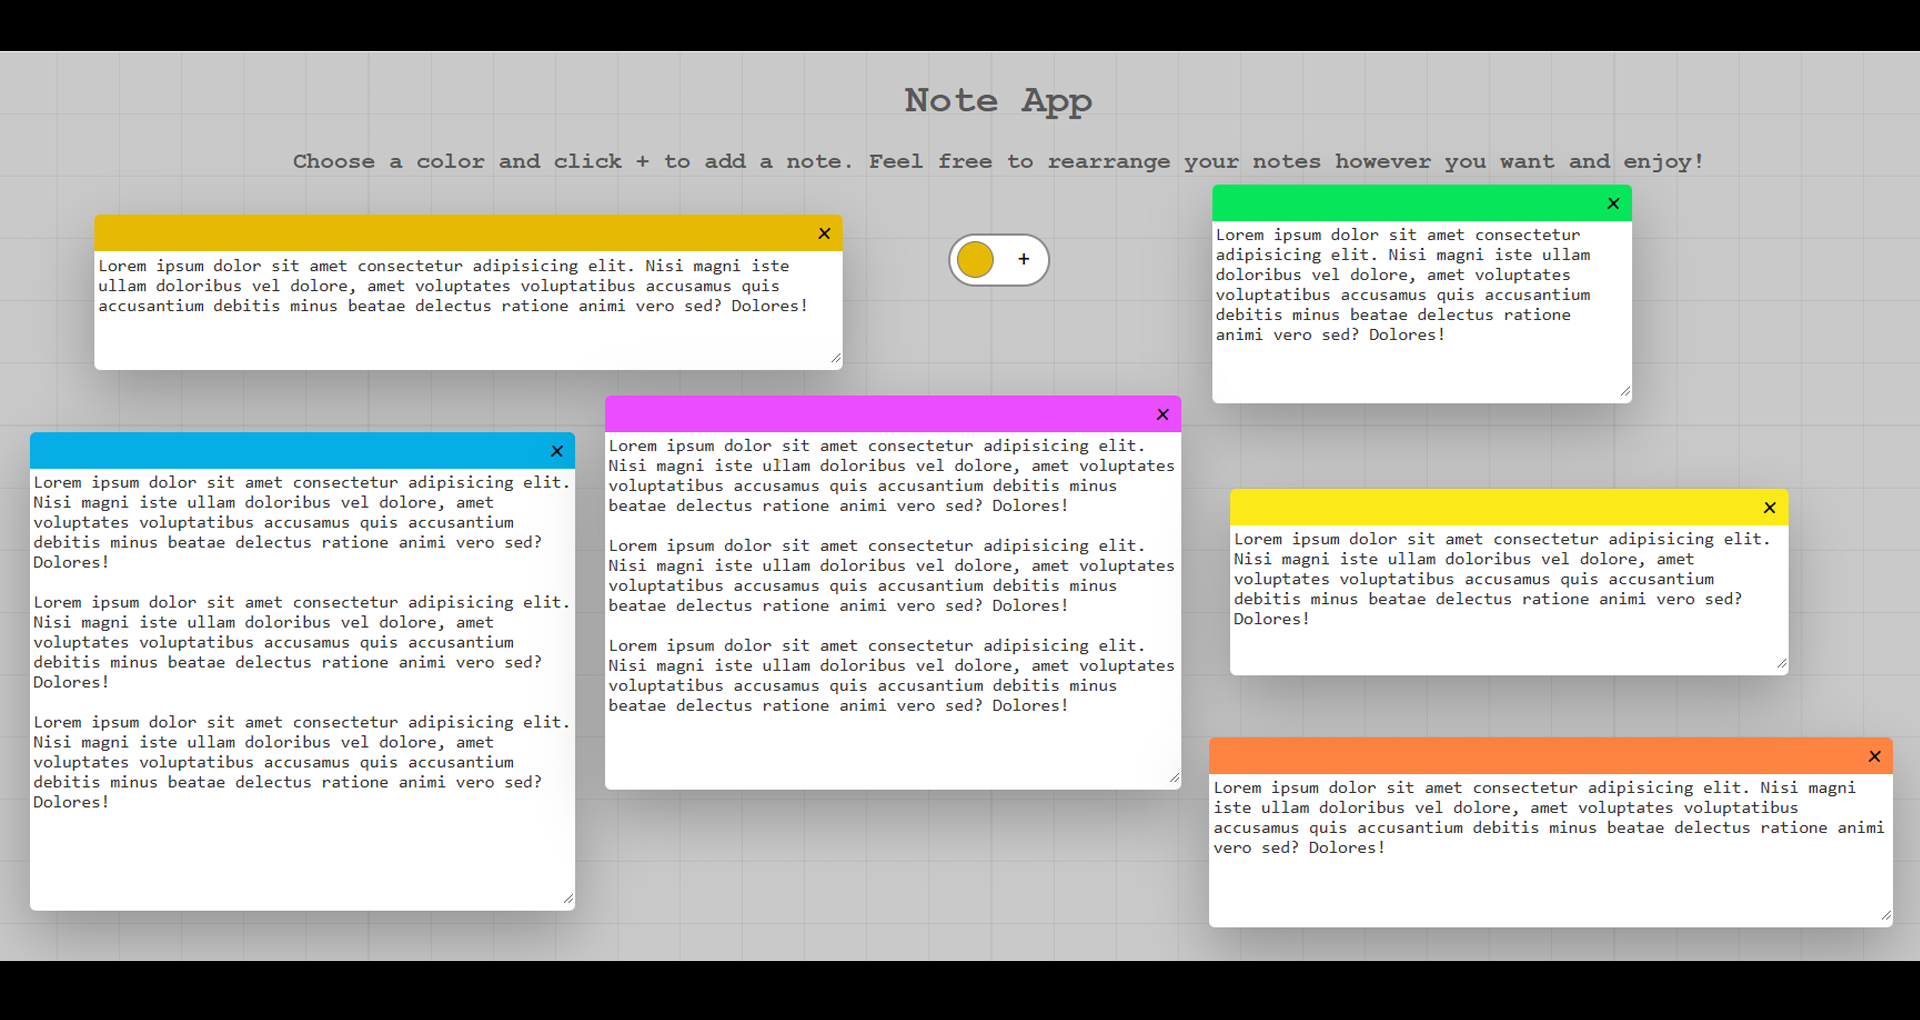 Note App
Choose a color and click + to add a note. Feel free to rearrange your notes however you want and enjoy!
×
Lorem ipsum dolor sit amet consectetur adipisicing elit. Nisi magni iste
ullam doloribus vel dolore, amet voluptates voluptatibus accusamus quis
accusantium debitis minus beatae delectus ratione animi vero sed? Dolores!
+
×
Lorem ipsum dolor sit amet consectetur
adipisicing elit. Nisi magni iste ullam
doloribus vel dolore, amet voluptates
voluptatibus accusamus quis accusantium
debitis minus beatae delectus ratione
animi vero sed? Dolores!
×
Lorem ipsum dolor sit amet consectetur adipisicing elit.
Nisi magni iste ullam doloribus vel dolore, amet
voluptates voluptatibus accusamus quis accusantium
debitis minus beatae delectus ratione animi vero sed?
Dolores!
Lorem ipsum dolor sit amet consectetur adipisicing elit.
Nisi magni iste ullam doloribus vel dolore, amet
voluptates voluptatibus accusamus quis accusantium
debitis minus beatae delectus ratione animi vero sed?
Dolores!
Lorem ipsum dolor sit amet consectetur adipisicing elit.
Nisi magni iste ullam doloribus vel dolore, amet
voluptates voluptatibus accusamus quis accusantium
debitis minus beatae delectus ratione animi vero sed?
Dolores!
×
Lorem ipsum dolor sit amet consectetur adipisicing elit.
Nisi magni iste ullam doloribus vel dolore, amet voluptates
voluptatibus accusamus quis accusantium debitis minus
beatae delectus ratione animi vero sed? Dolores!
Lorem ipsum dolor sit amet consectetur adipisicing elit.
Nisi magni iste ullam doloribus vel dolore, amet voluptates
voluptatibus accusamus quis accusantium debitis minus
beatae delectus ratione animi vero sed? Dolores!
Lorem ipsum dolor sit amet consectetur adipisicing elit.
Nisi magni iste ullam doloribus vel dolore, amet voluptates
voluptatibus accusamus quis accusantium debitis minus
beatae delectus ratione animi vero sed? Dolores!
×
Lorem ipsum dolor sit amet consectetur adipisicing elit.
Nisi magni iste ullam doloribus vel dolore, amet
voluptates voluptatibus accusamus quis accusantium
debitis minus beatae delectus ratione animi vero sed?
Dolores!
×
Lorem ipsum dolor sit amet consectetur adipisicing elit. Nisi magni
iste ullam doloribus vel dolore, amet voluptates voluptatibus
accusamus quis accusantium debitis minus beatae delectus ratione animi
vero sed? Dolores!